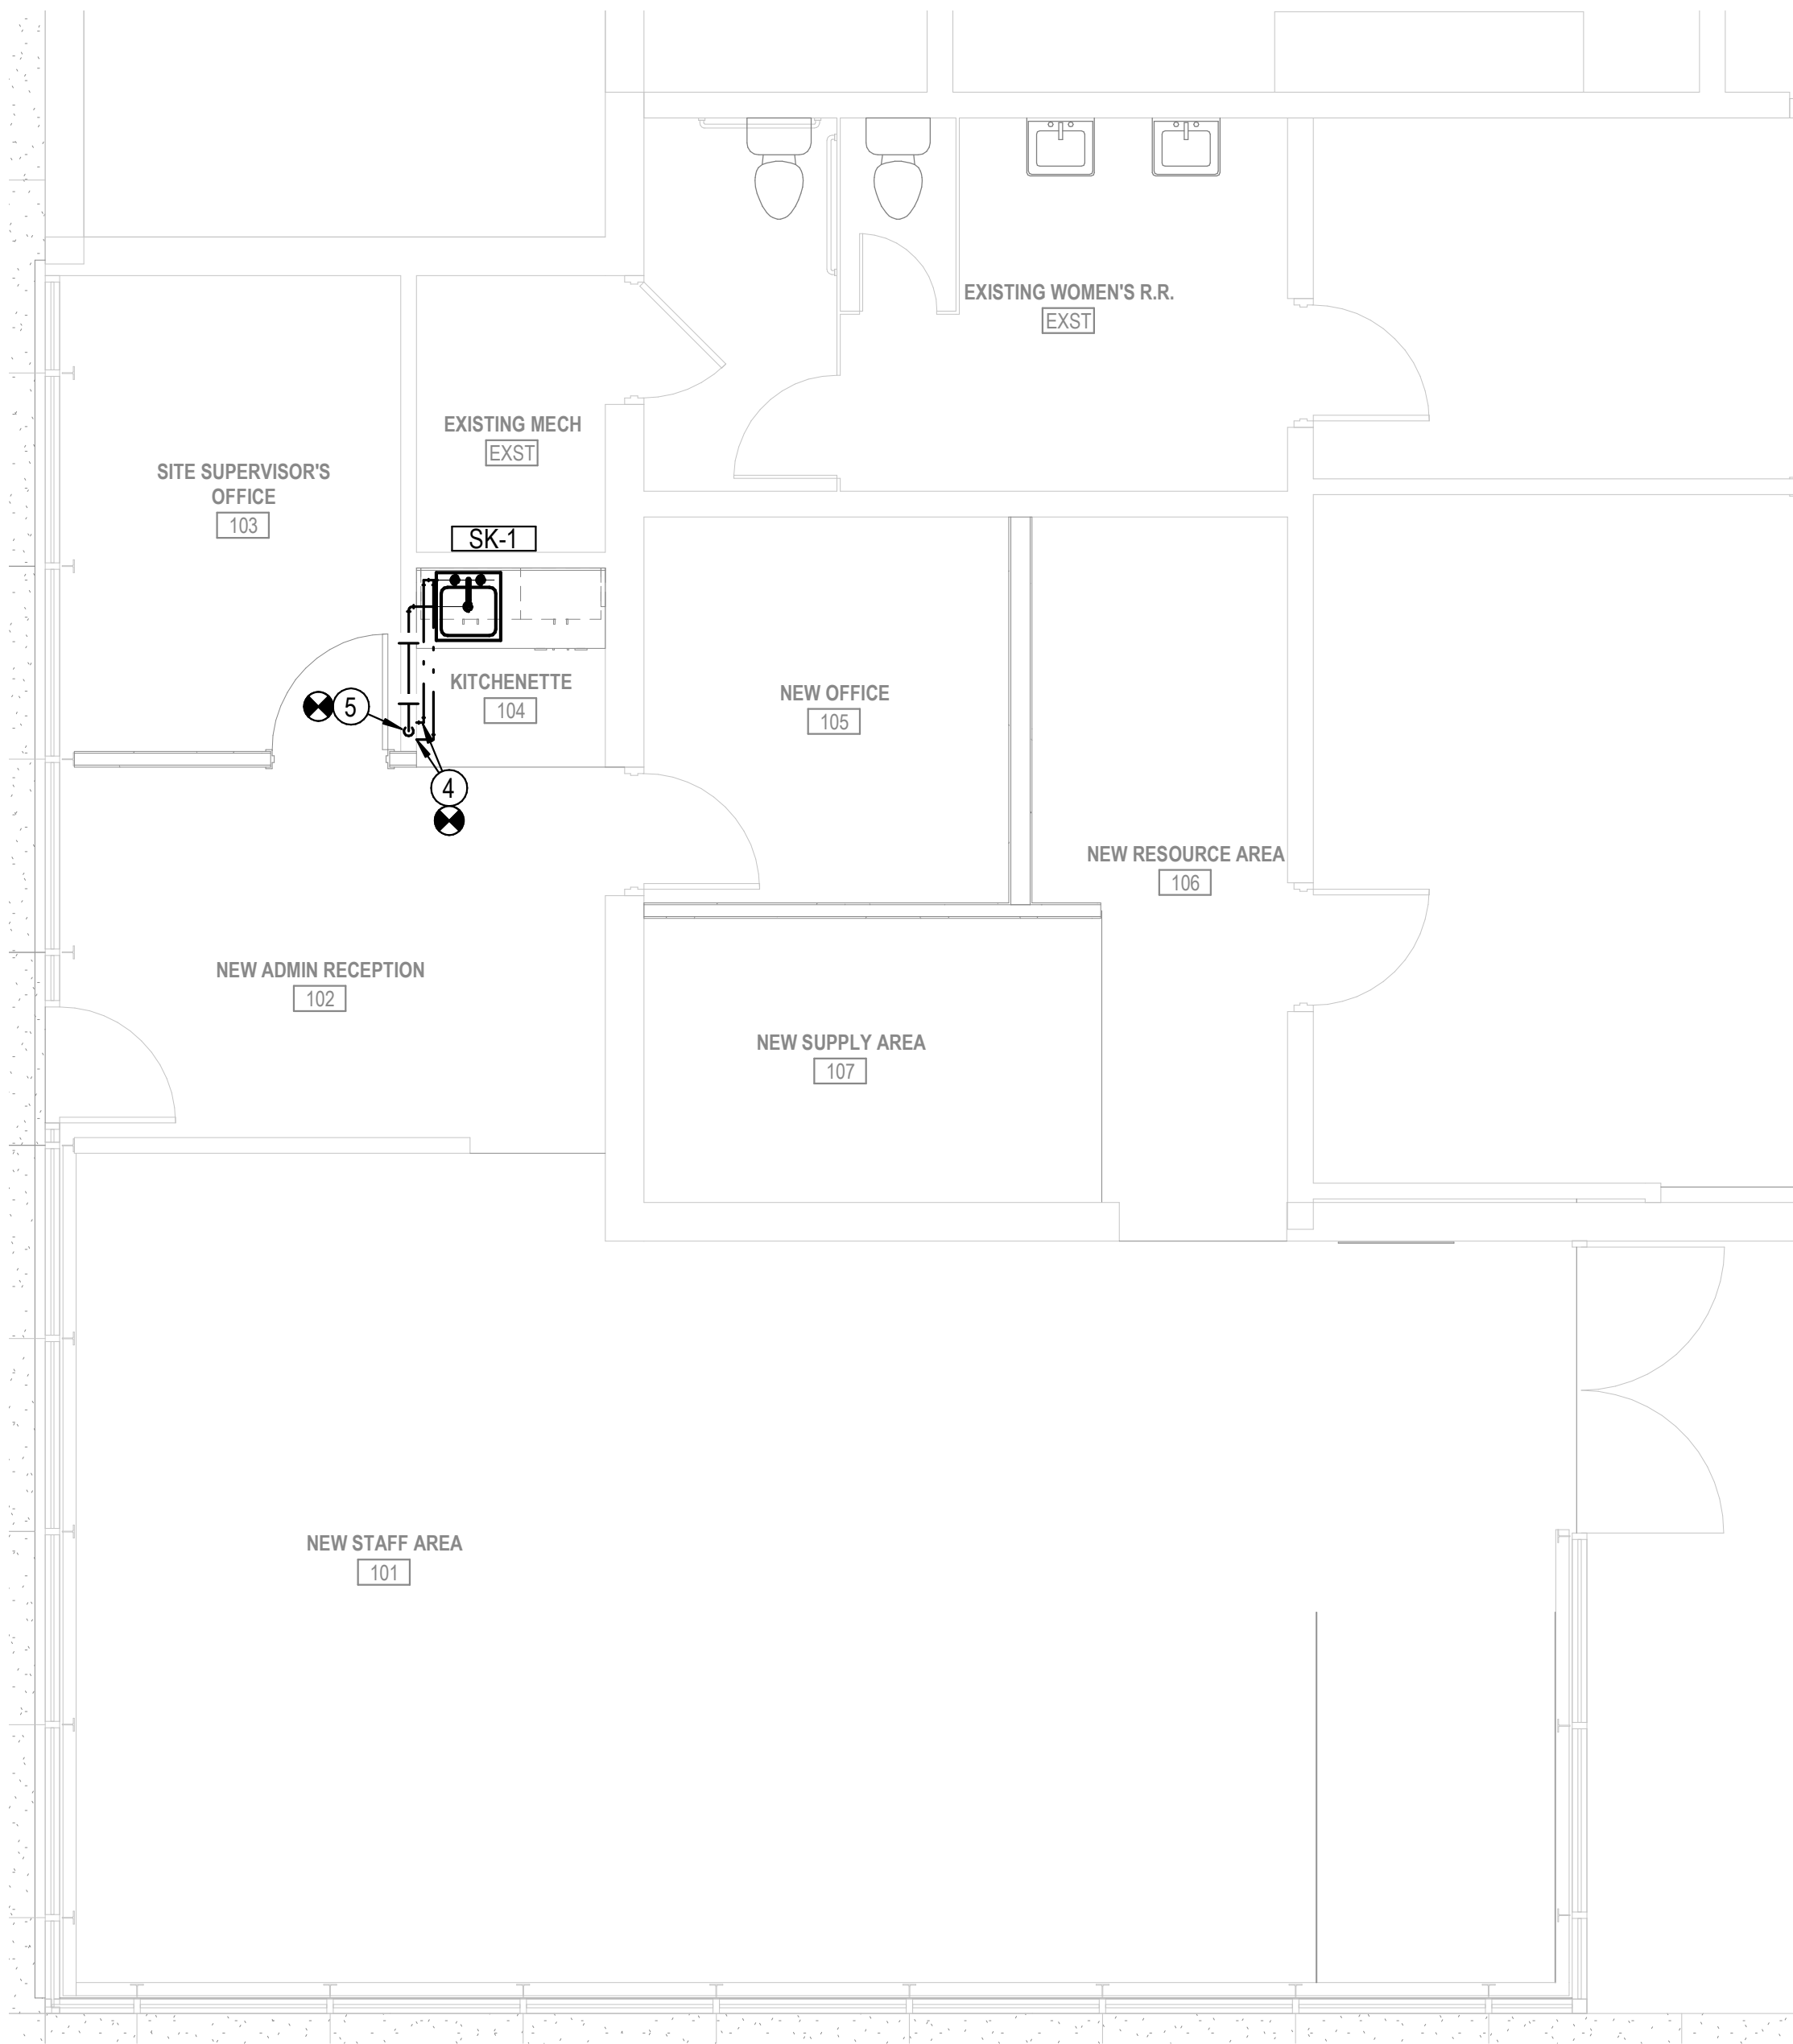 EXISTING WOMEN'S R.R.
EXST
EXISTING MECH
EXST
SITE SUPERVISOR'S
OFFICE
103
SK-1
KITCHENETTE
104
NEW OFFICE
105
5
4
NEW RESOURCE AREA
106
NEW ADMIN RECEPTION
102
NEW SUPPLY AREA
107
NEW STAFF AREA
101